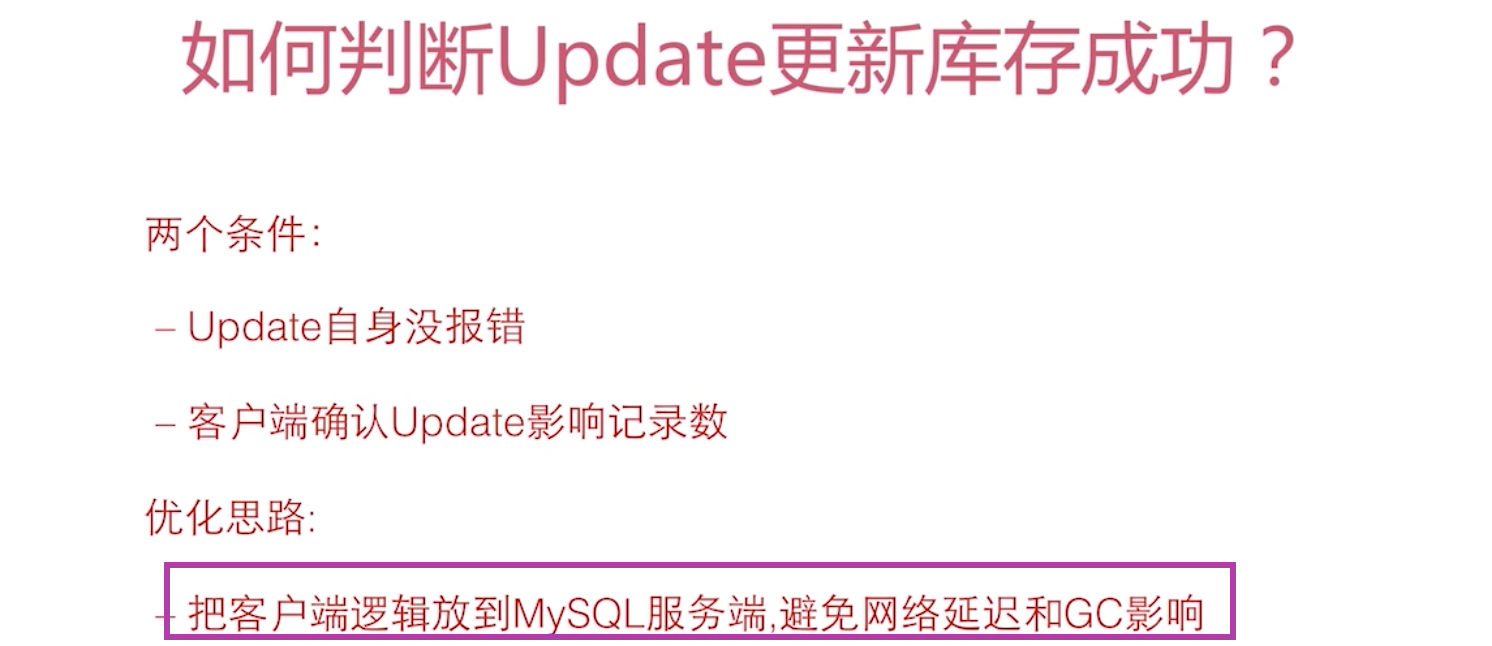 如何判断Update更新库存成功？
两个条件：
– Update自身没报错
– 客户端确认Update影响记录数
优化思路:
– 把客户端逻辑放到MySQL服务端,避免网络延迟和GC影响